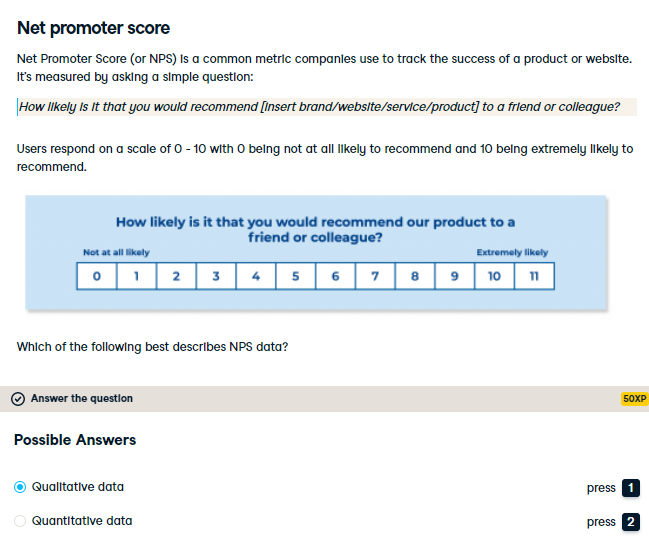 Net promoter score
Net Promoter Score (or NPS) is a common metric companies use to track the success of a product or website.
It's measured by asking a simple question:
How likely is it that you would recommend [insert brand/website/service/product] to a friend or colleague?
Users respond on a scale of 0 - 10 with 0 being not at all likely to recommend and 10 being extremely likely to
recommend.
How likely is it that you would recommend our product to a
friend or colleague?
Not at all likely Extremely likely
0 1 2 3 4 5 6 7 8 9 10 11
Which of the following best describes NPS data?
Answer the question 50XP
Possible Answers
Qualitative data press 1
Quantitative data press 2